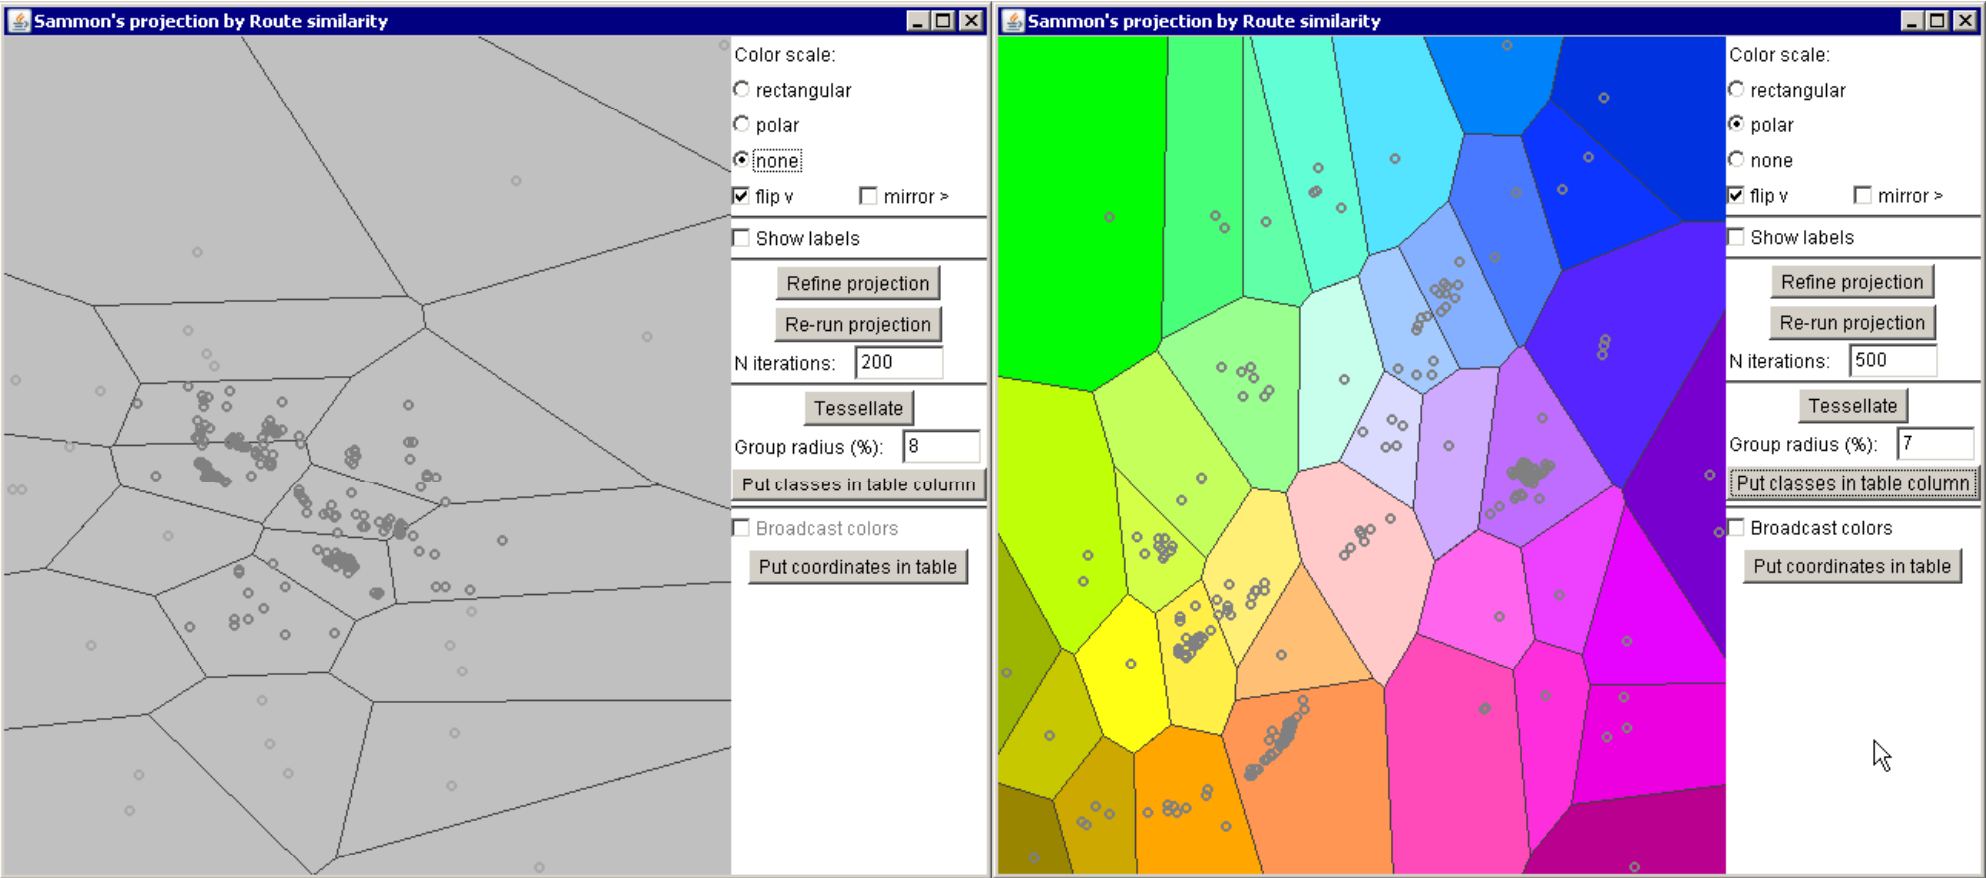 Sammon's projection by Route similarity
Color scale:
rectangular
polar
none
flip v
mirror >
Show labels
Refine projection
Re-run projection
N iterations: 200
Tessellate
Group radius (%): 8
Put classes in table column
Broadcast colors
Put coordinates in table
Sammon's projection by Route similarity
Color scale:
rectangular
polar
none
flip v
mirror >
Show labels
Refine projection
Re-run projection
N iterations: 500
Tessellate
Group radius (%): 7
Put classes in table column
Broadcast colors
Put coordinates in table